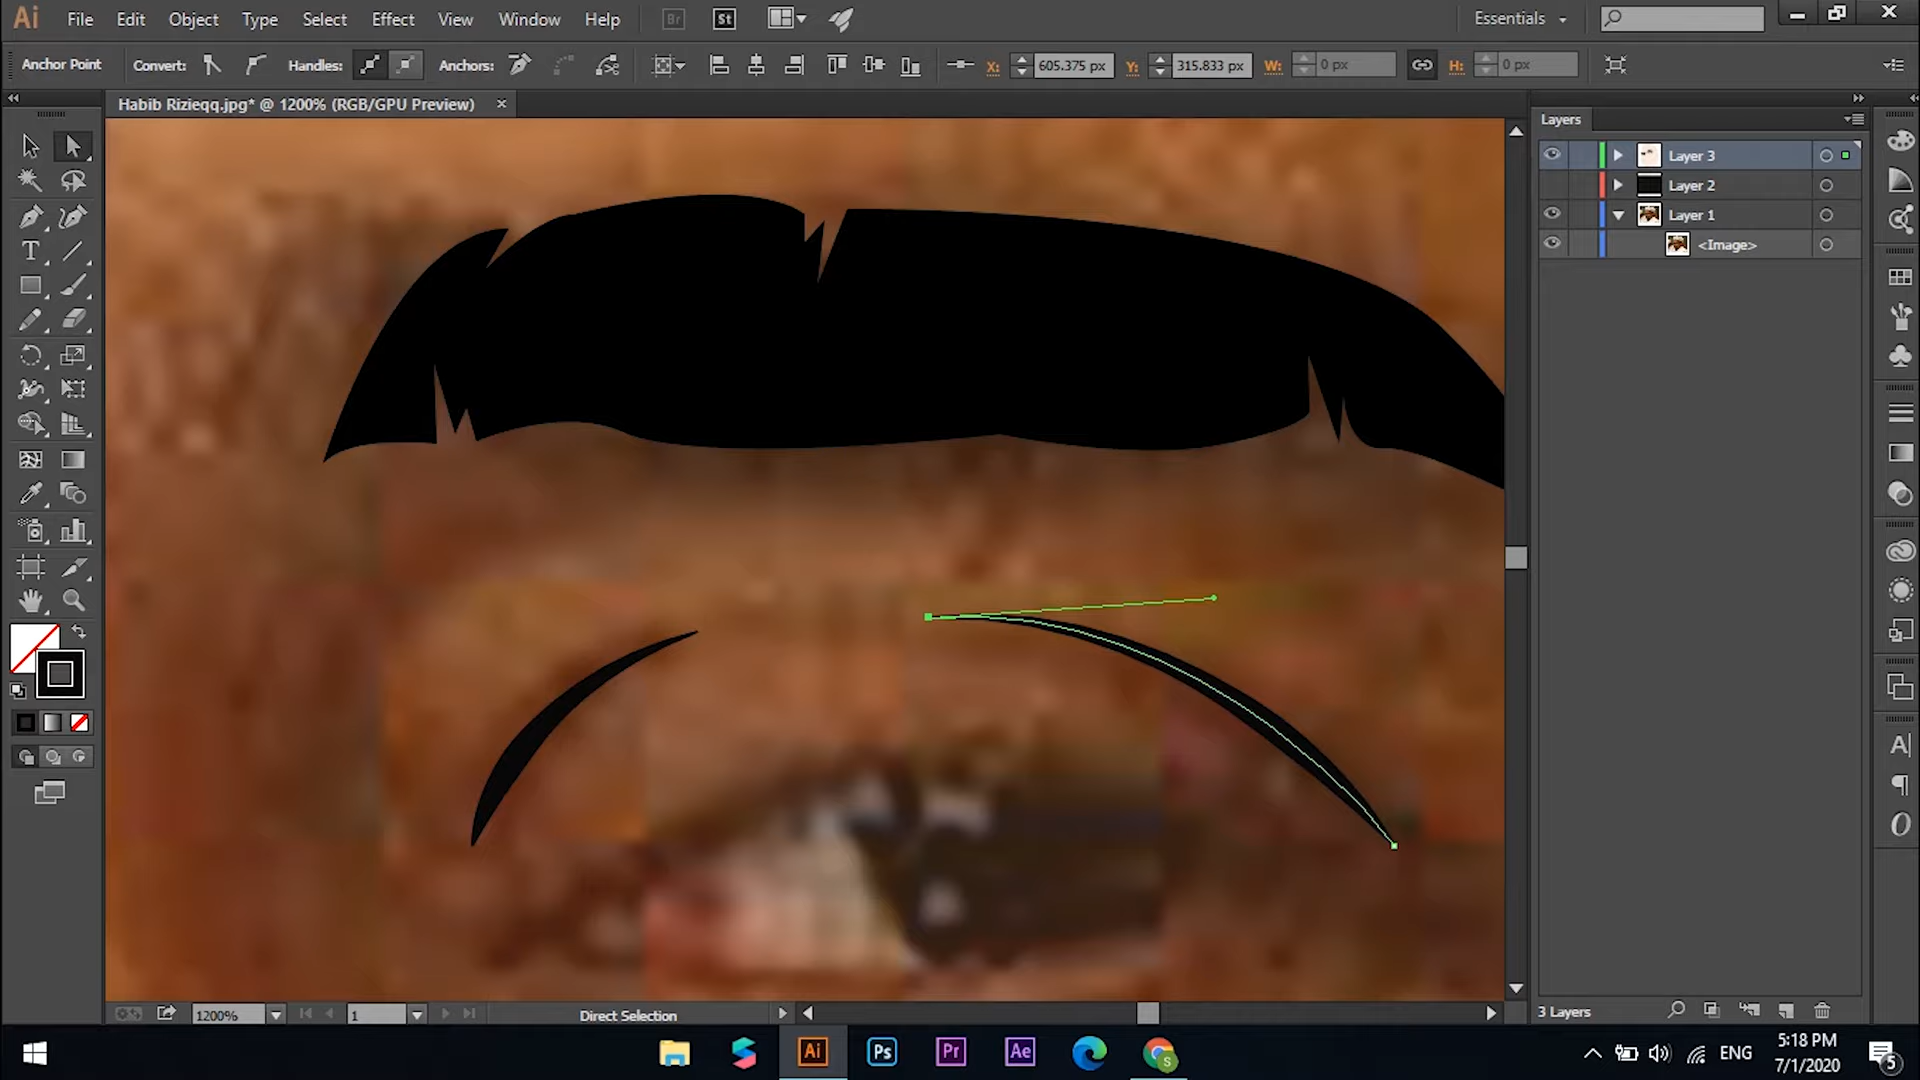 Ai File Edit Object Type Select Effect View Window Help Br St Essentials
Anchor Point Convert: Handles: Anchors: X: 605.375 px Y: 315.833 px W: 0 px H: 0 px
Habib Rizieqq.jpg* @ 1200% (RGB/GPU Preview) ×
Layers
Layer 3
Layer 2
Layer 1
<Image>
1200% 1 Direct Selection
3 Layers
Ai Ps Pr Ae S ENG 5:18 PM
7/1/2020 5